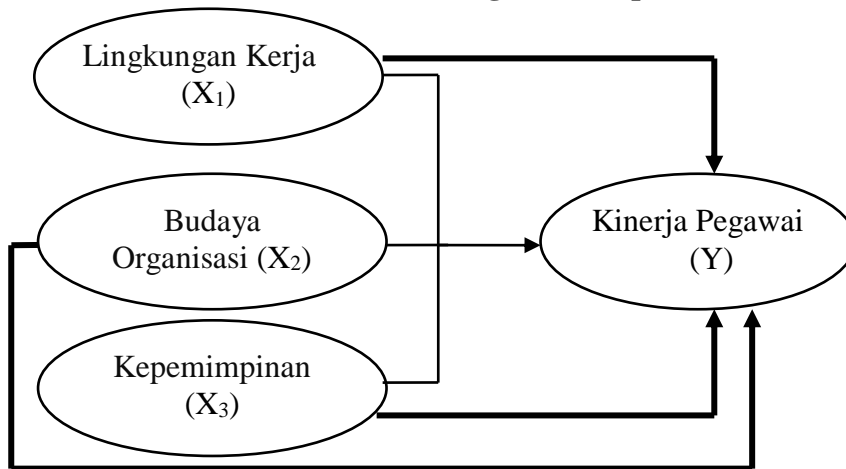 Lingkungan Kerja
(X₁)
Budaya
Organisasi (X₂)
Kinerja Pegawai
(Y)
Kepemimpinan
(X₃)